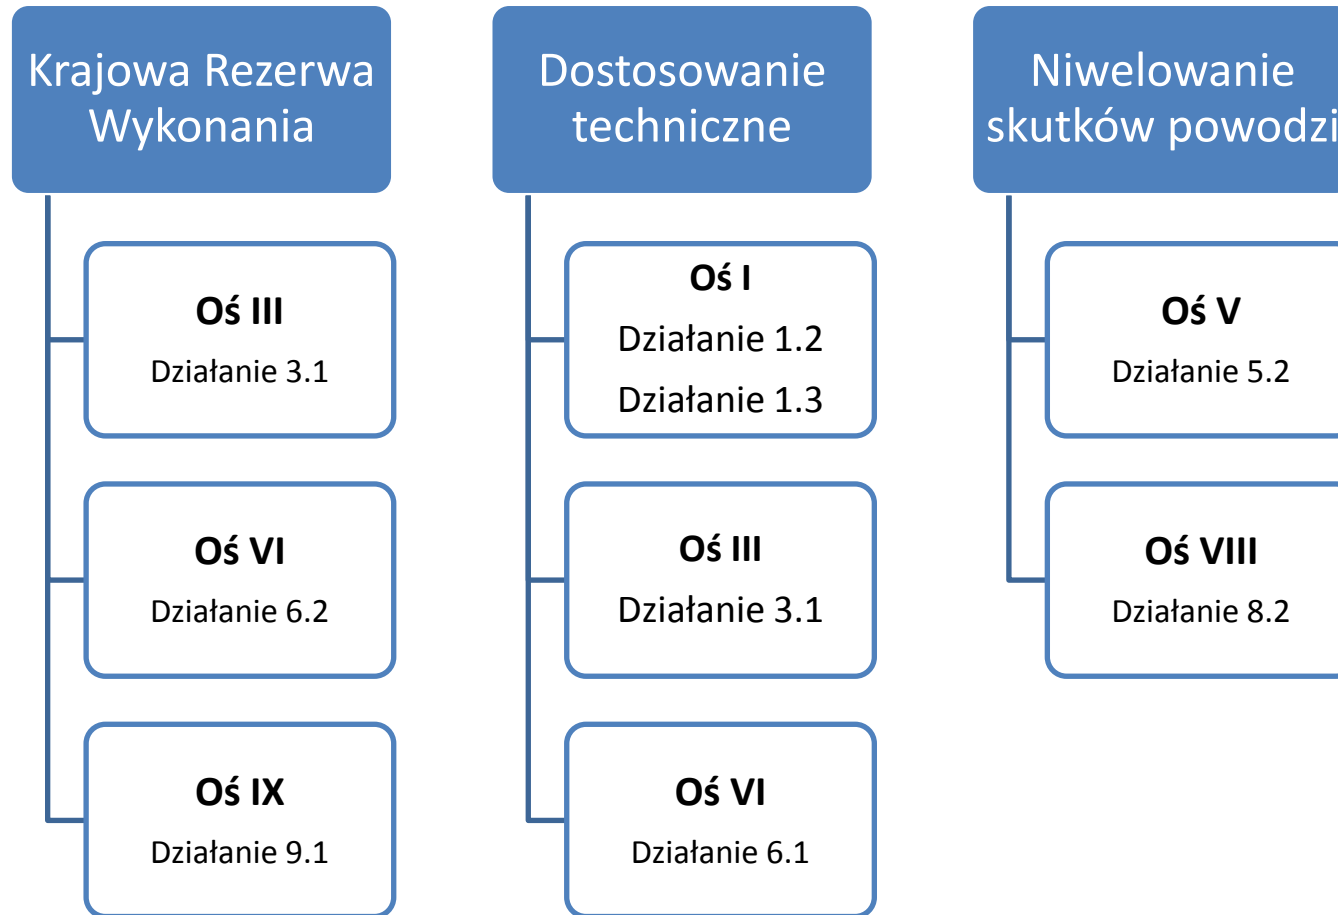 Krajowa Rezerwa
Wykonania
Oś III
Działanie 3.1
Oś VI
Działanie 6.2
Oś IX
Działanie 9.1
Dostosowanie
techniczne
Oś I
Działanie 1.2
Działanie 1.3
Oś III
Działanie 3.1
Oś VI
Działanie 6.1
Niwelowanie
skutków powodzi
Oś V
Działanie 5.2
Oś VIII
Działanie 8.2